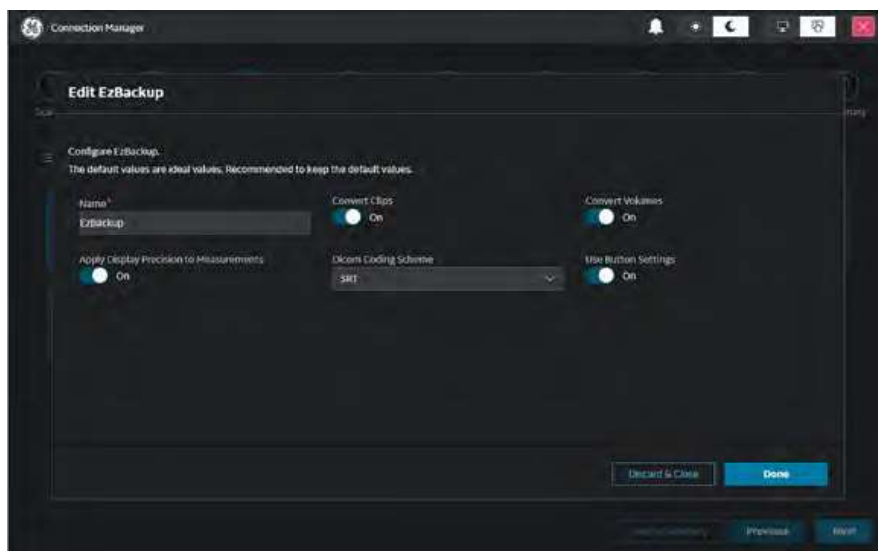 Connection Manager
Edit EzBackup
Configure EzBackup.
The default values are ideal values. Recommended to keep the default values.
Name*
EzBackup
Convert Clips
On
Convert Volumes
On
Apply Display Precision to Measurements
On
Dicom Coding Scheme
SRT
Use Button Settings
On
Discard & Close
Done
Previous
Next